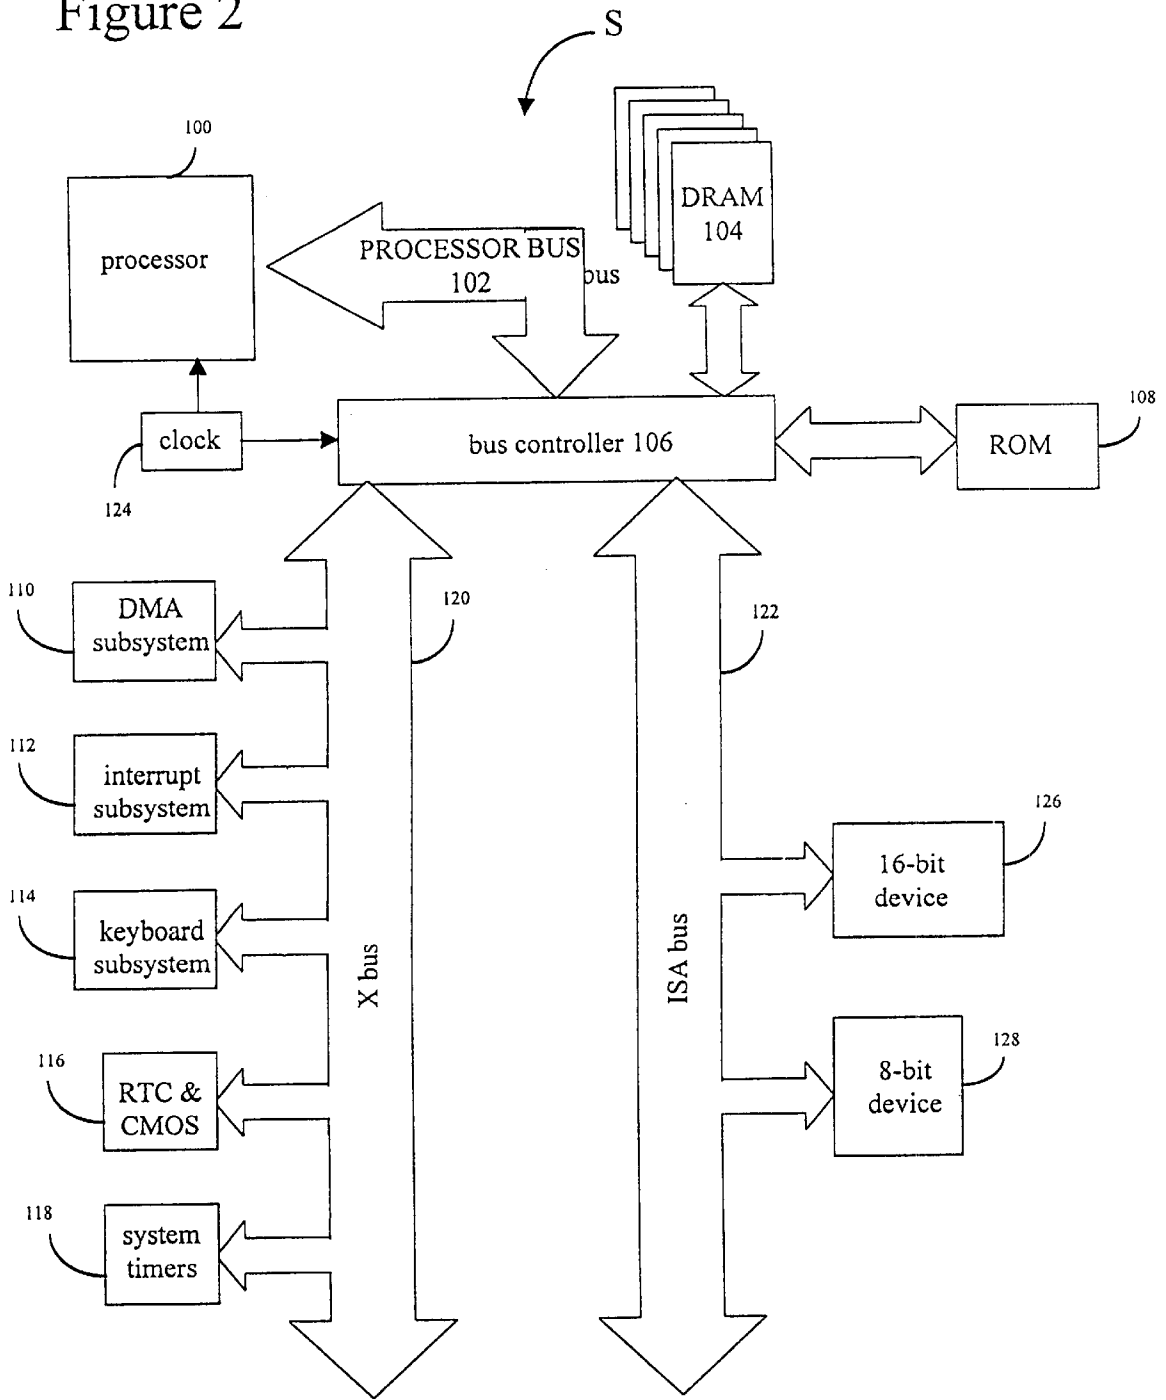 Figure 2
S
100
processor
PROCESSOR BUS
102
bus
DRAM
104
clock
124
bus controller 106
ROM
108
110
DMA
subsystem
120
122
112
interrupt
subsystem
126
16-bit
device
114
keyboard
subsystem
X bus
ISA bus
116
RTC &
CMOS
128
8-bit
device
118
system
timers